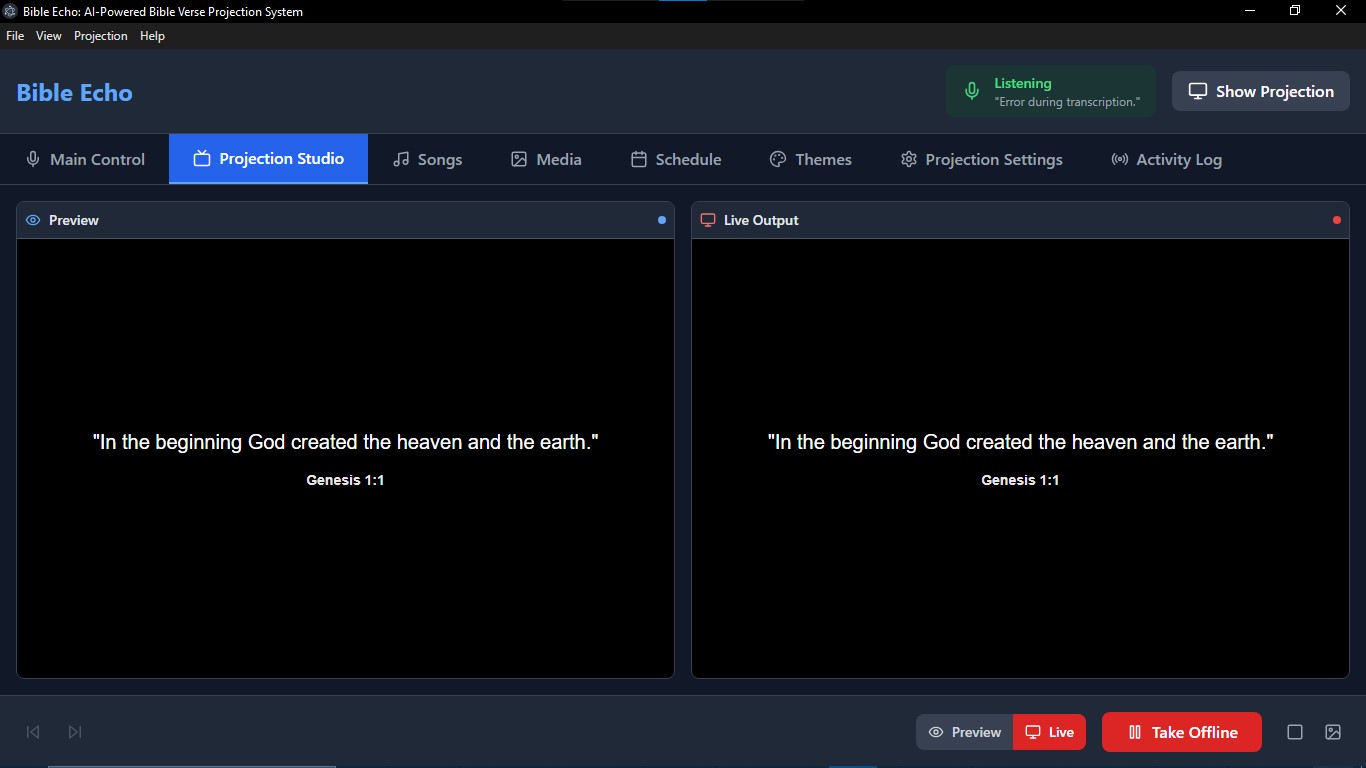 Bible Echo: AI-Powered Bible Verse Projection System
File View Projection Help
Bible Echo
Listening
"Error during transcription."
Show Projection
Main Control
Projection Studio
Songs
Media
Schedule
Themes
Projection Settings
Activity Log
Preview
"In the beginning God created the heaven and the earth."
Genesis 1:1
Live Output
"In the beginning God created the heaven and the earth."
Genesis 1:1
Preview
Live
Take Offline